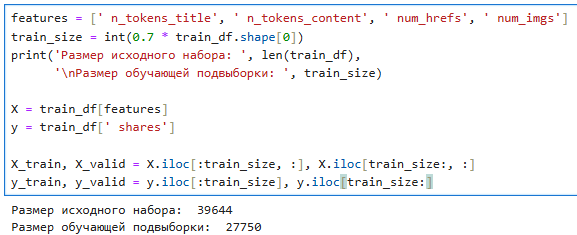 features = [' n_tokens_title', ' n_tokens_content', ' num_hrefs', ' num_imgs']
train_size = int(0.7 * train_df.shape[0])
print('Размер исходного набора: ', len(train_df),
      '\nРазмер обучающей подвыборки: ', train_size)

X = train_df[features]
y = train_df[' shares']

X_train, X_valid = X.iloc[:train_size, :], X.iloc[train_size:, :]
y_train, y_valid = y.iloc[:train_size], y.iloc[train_size:]

Размер исходного набора:  39644
Размер обучающей подвыборки:  27750